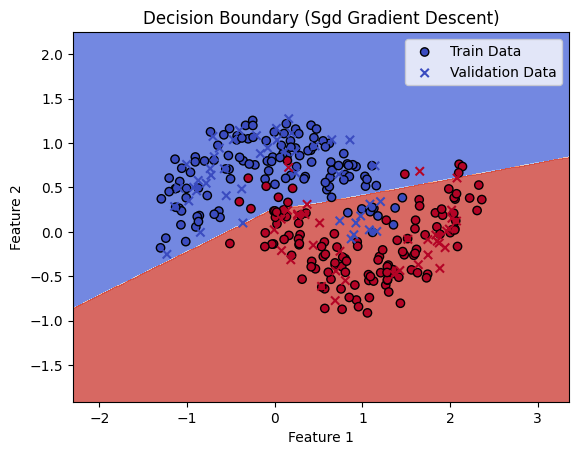 Decision Boundary (Sgd Gradient Descent)
Train Data
Validation Data
2.0
1.5
1.0
0.5
0.0
−0.5
−1.0
−1.5
Feature 2
−2
−1
0
1
2
3
Feature 1